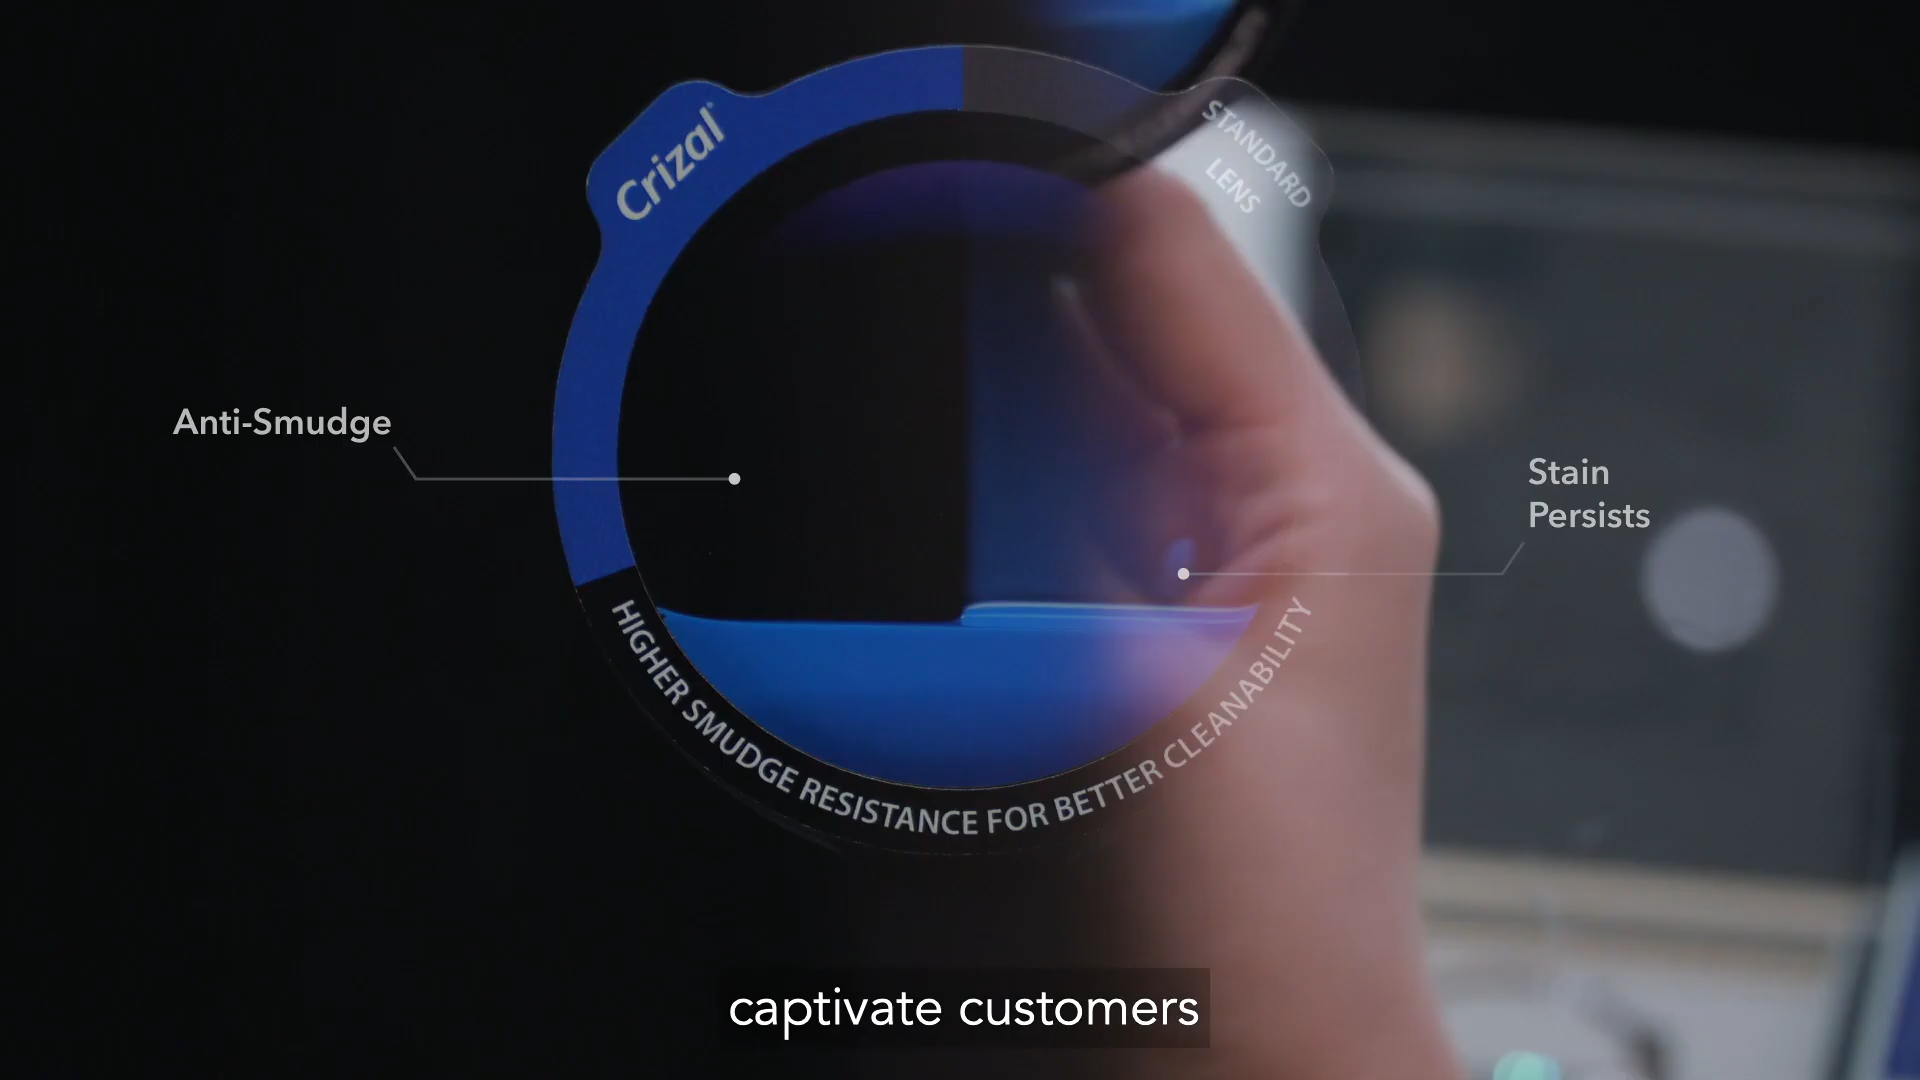 Crizal
STANDARD
LENS
Anti-Smudge
Stain
Persists
HIGHER SMUDGE RESISTANCE FOR BETTER CLEANABILITY
captivate customers